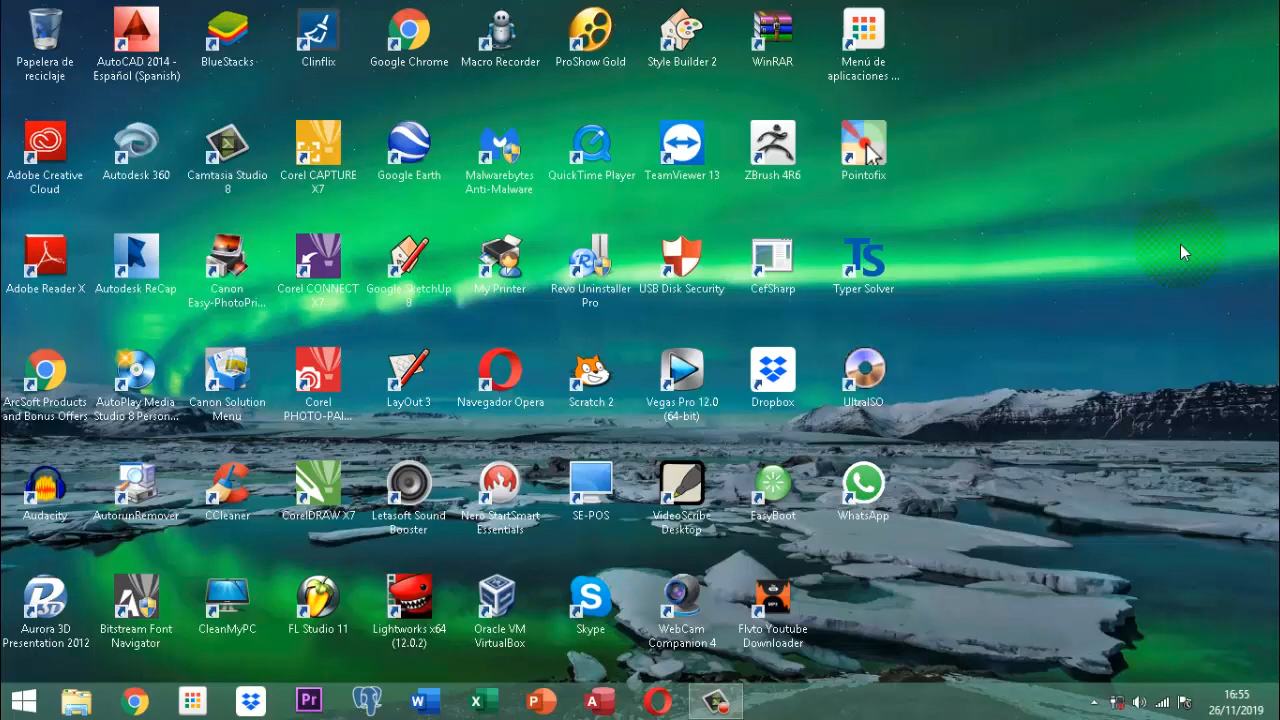 Papelera de
reciclaje
AutoCAD 2014 -
Español (Spanish)
BlueStacks
Clinflix
Google Chrome
Macro Recorder
ProShow Gold
Style Builder 2
WinRAR
Menú de
aplicaciones ...
Adobe Creative
Cloud
Autodesk 360
Camtasia Studio
8
Corel CAPTURE
X7
Google Earth
Malwarebytes
Anti-Malware
QuickTime Player
TeamViewer 13
ZBrush 4R6
Pointofix
Adobe Reader X
Autodesk ReCap
Canon
Easy-PhotoPri...
Corel CONNECT
X7
Google SketchUp
8
My Printer
Revo Uninstaller
Pro
USB Disk Security
CefSharp
TS
Typer Solver
ArcSoft Products
and Bonus Offers
AutoPlay Media
Studio 8 Person...
Canon Solution
Menu
Corel
PHOTO-PAI...
LayOut 3
Navegador Opera
Scratch 2
Vegas Pro 12.0
(64-bit)
Dropbox
UltraISO
Audacity
AutorunRemover
CCleaner
CorelDRAW X7
Letasoft Sound
Booster
Nero StartSmart
Essentials
SE-POS
VideoScribe
Desktop
EasyBoot
WhatsApp
Aurora 3D
Presentation 2012
Bitstream Font
Navigator
CleanMyPC
FL Studio 11
Lightworks x64
(12.0.2)
Oracle VM
VirtualBox
Skype
WebCam
Companion 4
Flvto Youtube
Downloader
Pr
16:55
26/11/2019